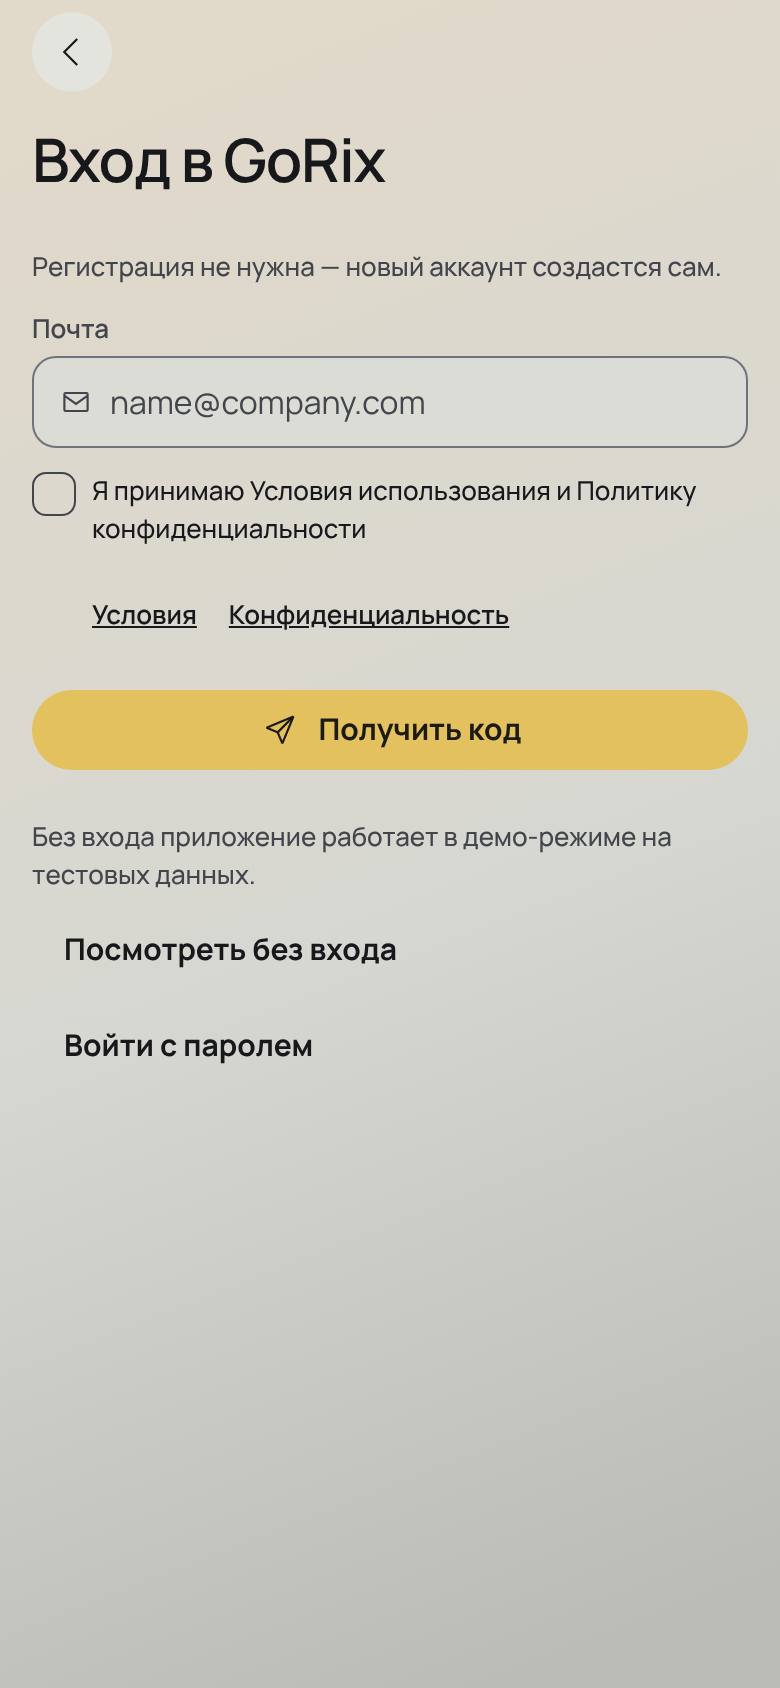 Вход в GoRix
Регистрация не нужна — новый аккаунт создастся сам.
Почта
name@company.com
Я принимаю Условия использования и Политику
конфиденциальности
Условия Конфиденциальность
Получить код
Без входа приложение работает в демо-режиме на
тестовых данных.
Посмотреть без входа
Войти с паролем